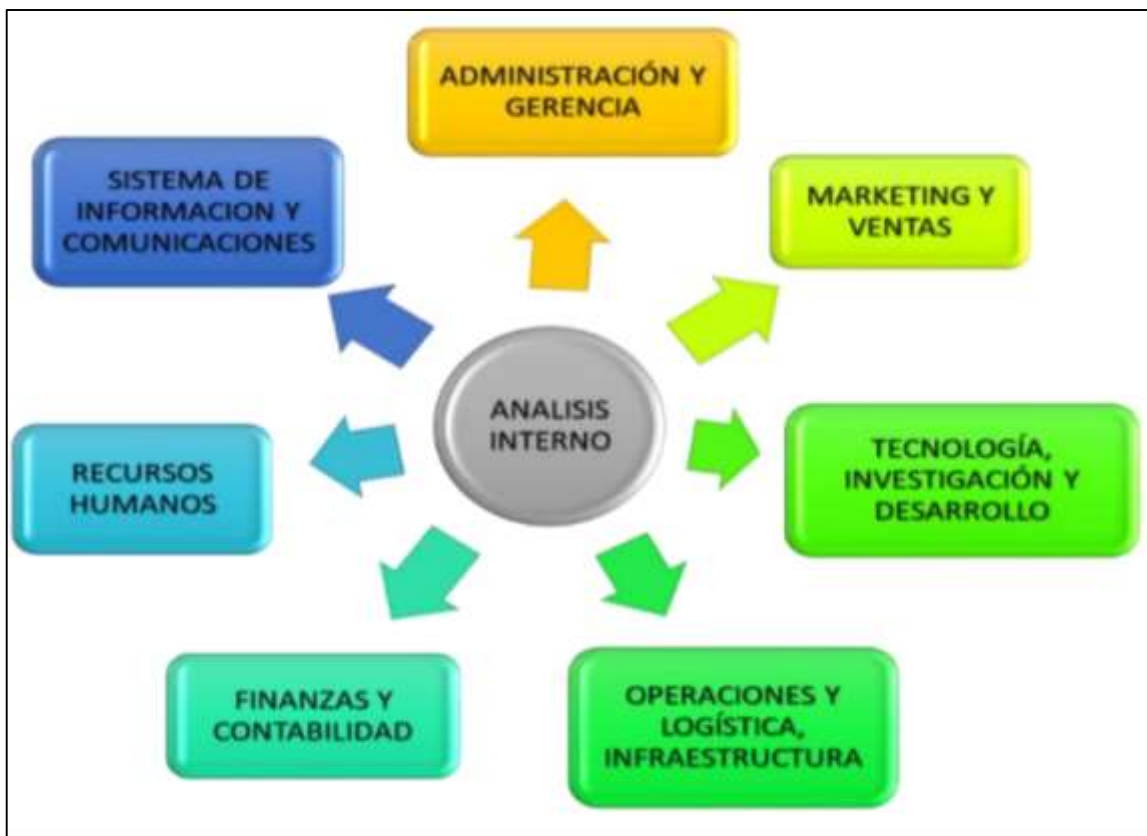 ADMINISTRACIÓN Y
GERENCIA
SISTEMA DE
INFORMACION Y
COMUNICACIONES
MARKETING Y
VENTAS
ANALISIS
INTERNO
RECURSOS
HUMANOS
TECNOLOGÍA,
INVESTIGACIÓN Y
DESARROLLO
FINANZAS Y
CONTABILIDAD
OPERACIONES Y
LOGÍSTICA,
INFRAESTRUCTURA